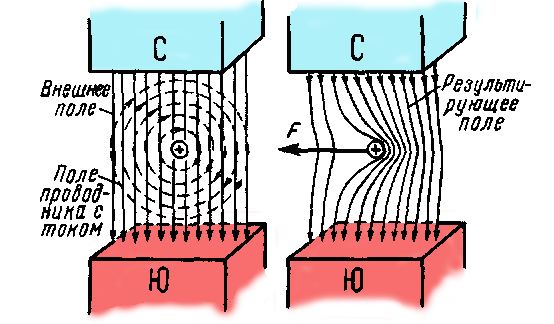 С
Внешнее
поле
Поле
провод-
ника с
током
Ю
С
Результи-
рующее
поле
F
+
+
Ю